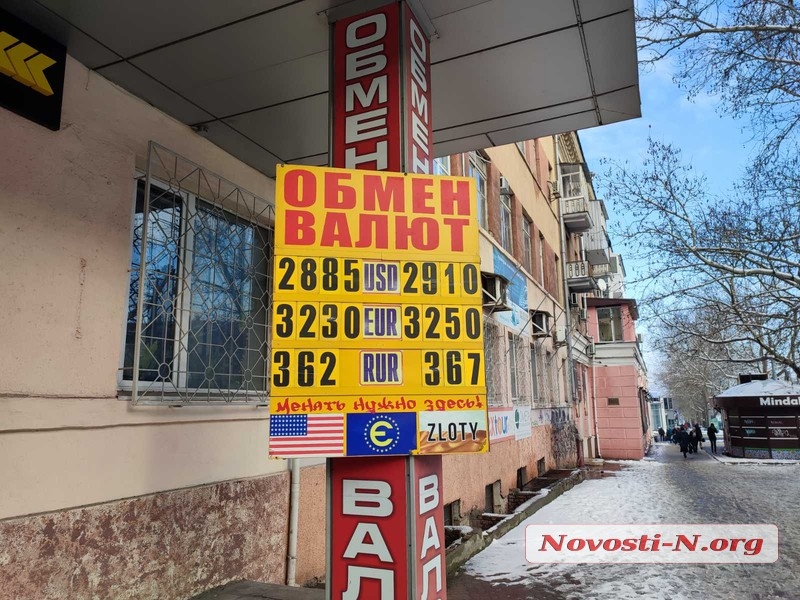 ОБМЕН
ОБМЕН
ОБМЕН
ВАЛЮТ
2885 USD 2910
3230 EUR 3250
362 RUR 367
Менять нужно здесь!
€ ZLOTY
tour
ВАЛ
ВАЛ
Mindal
Novosti-N.org